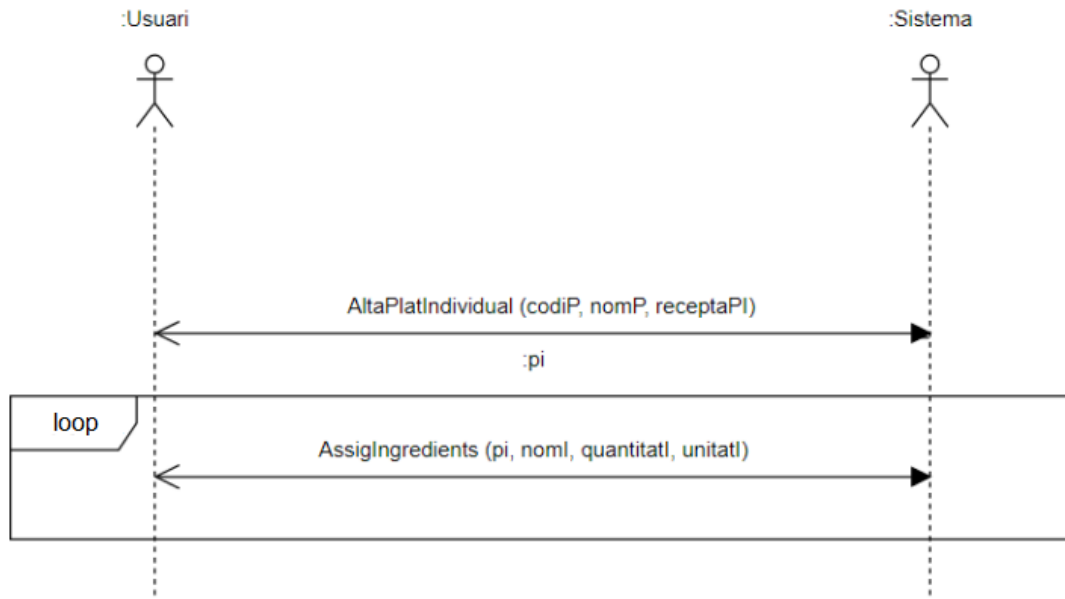 :Usuari
:Sistema
AltaPlatIndividual (codiP, nomP, receptaPI)
:pi
loop
AssigIngredients (pi, nomI, quantitatI, unitatI)